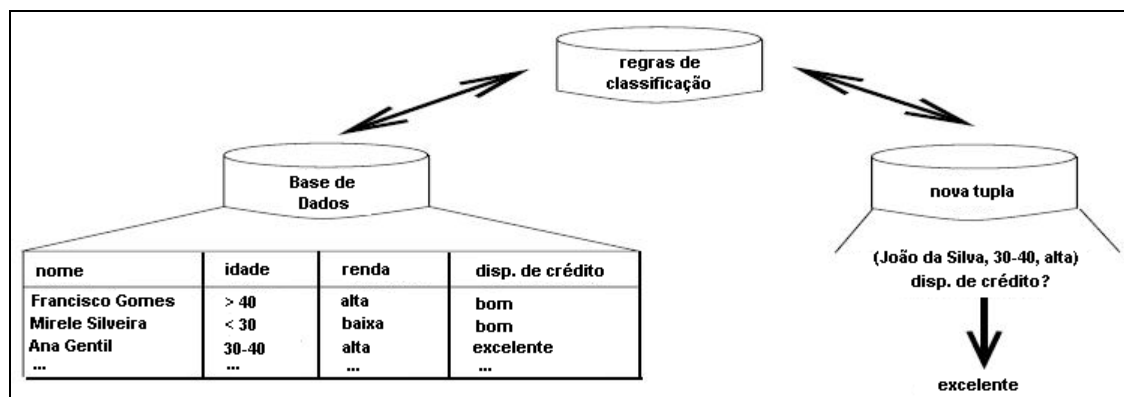 regras de
classificação
Base de
Dados
nova tupla
nome idade renda disp. de crédito
Francisco Gomes > 40 alta bom
Mirele Silveira < 30 baixa bom
Ana Gentil 30-40 alta excelente
... ... ... ...
(João da Silva, 30-40, alta)
disp. de crédito?
excelente